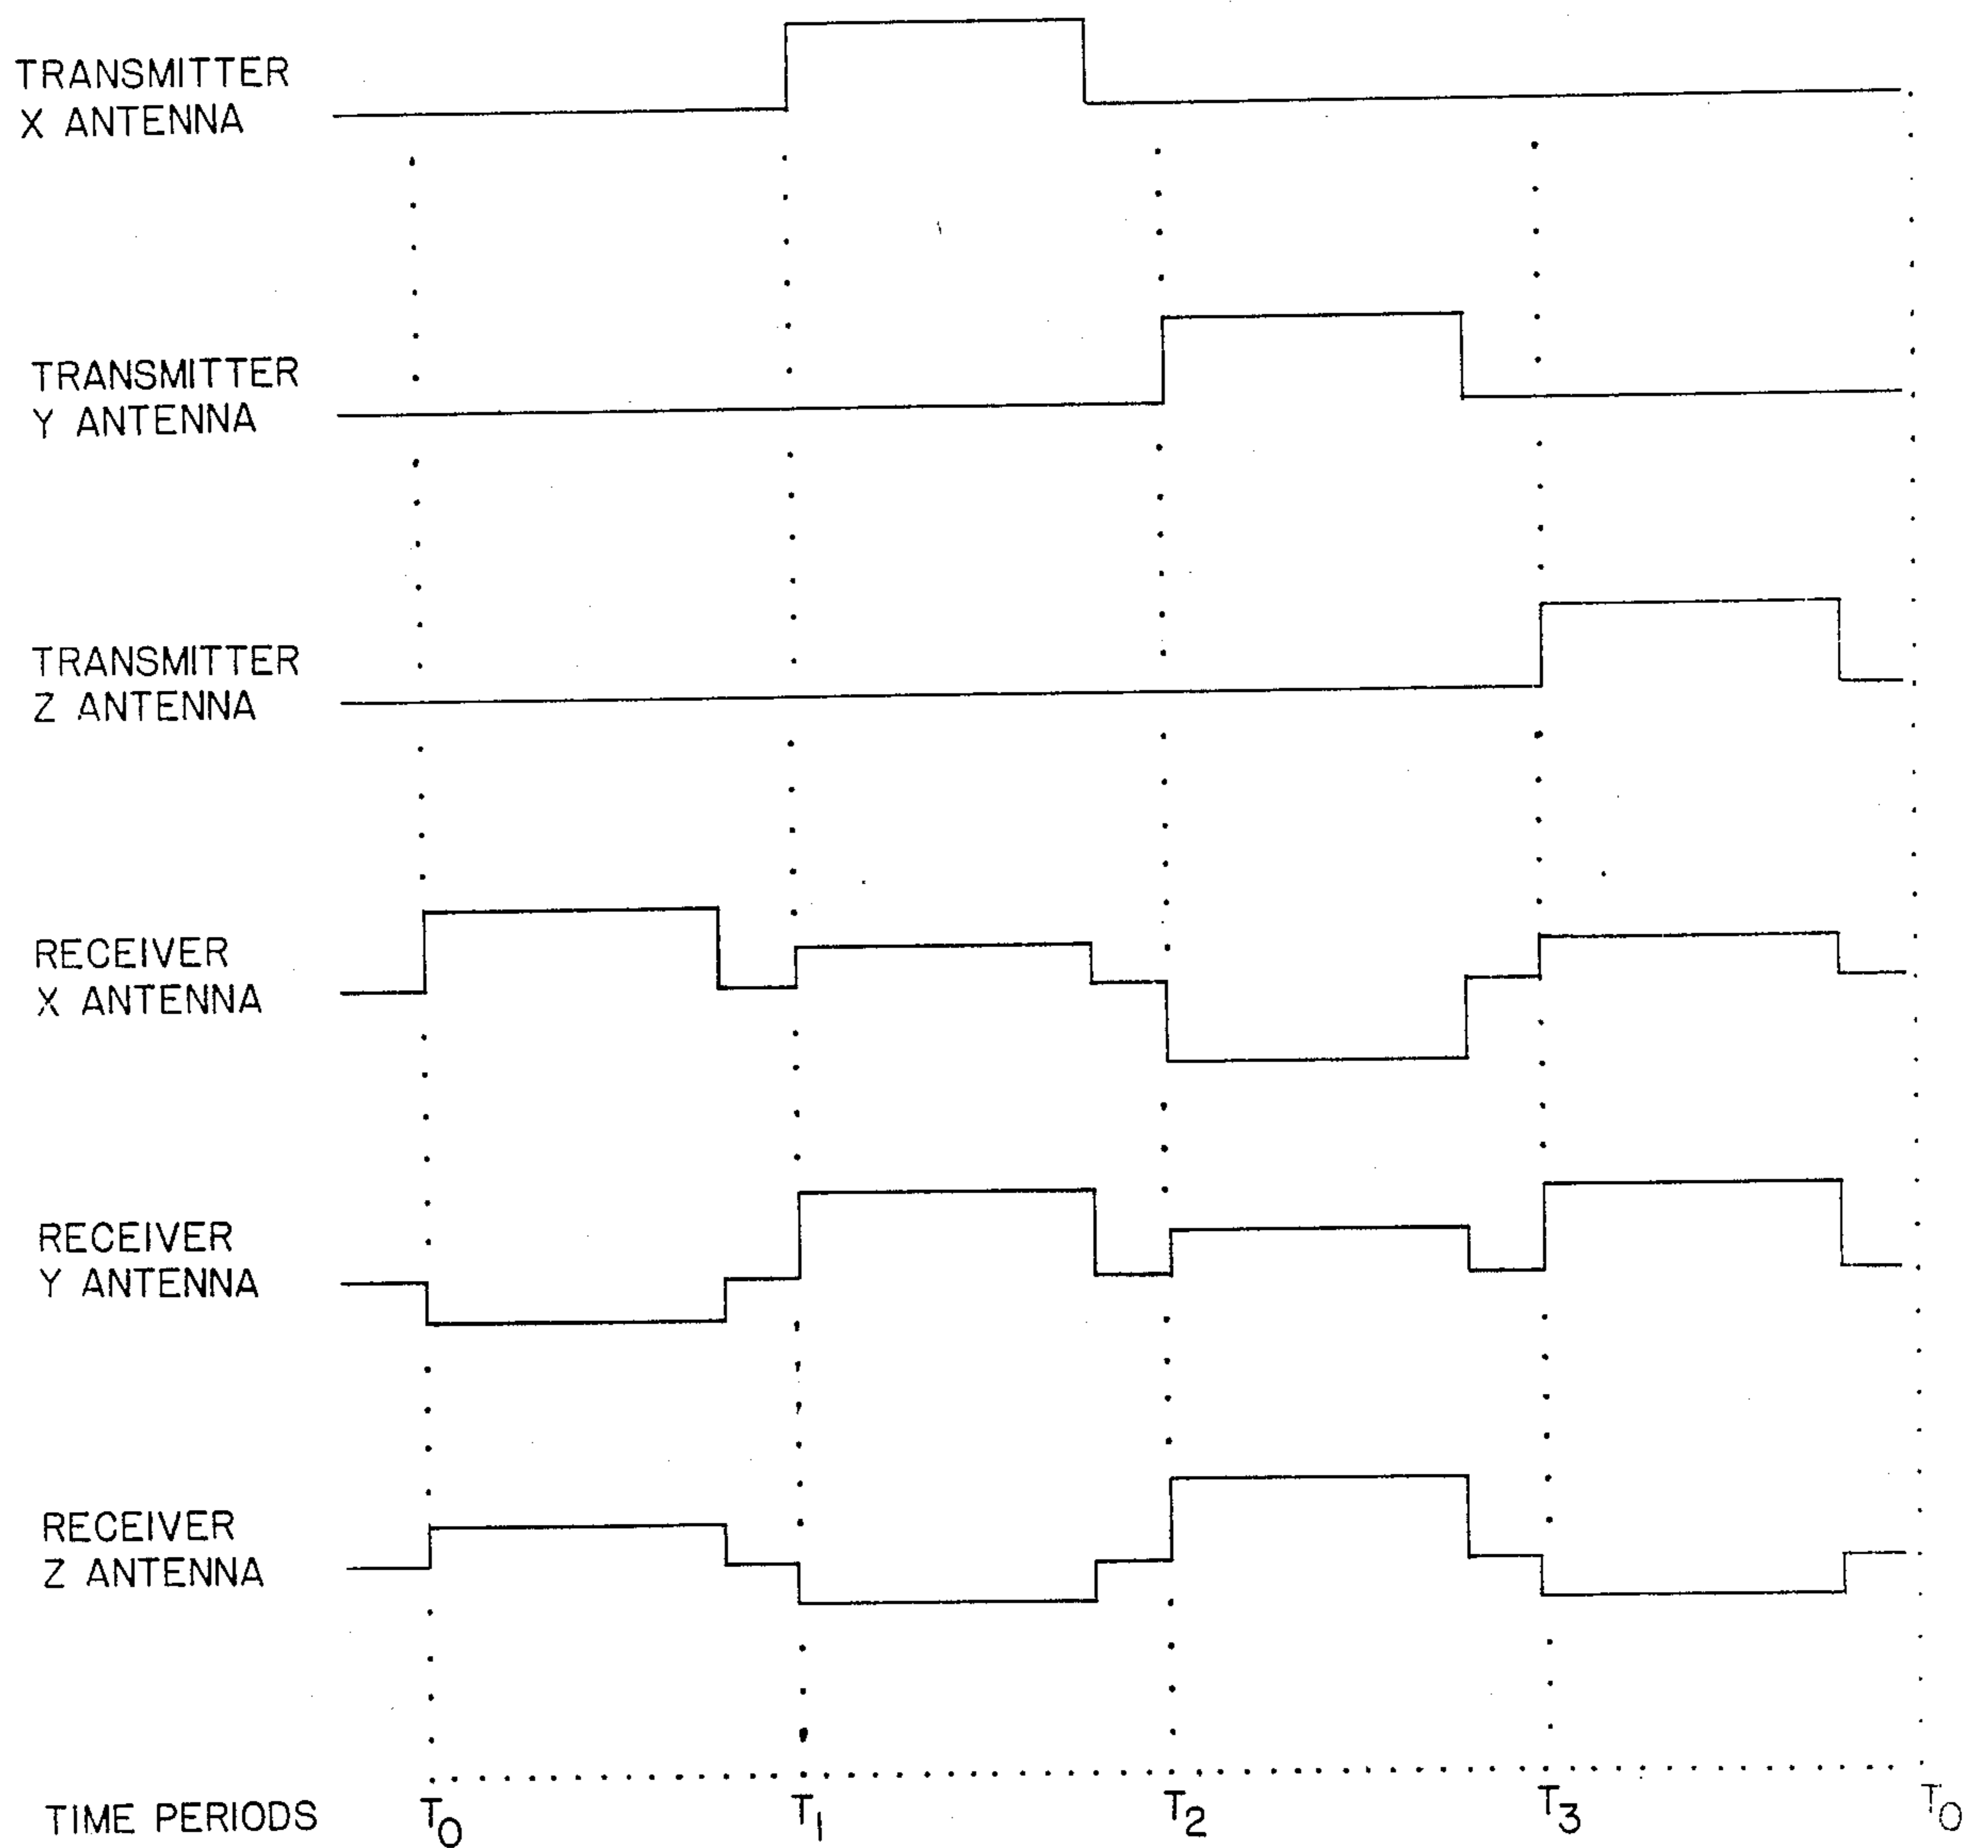 TRANSMITTER
X ANTENNA
TRANSMITTER
Y ANTENNA
TRANSMITTER
Z ANTENNA
RECEIVER
X ANTENNA
RECEIVER
Y ANTENNA
RECEIVER
Z ANTENNA
TIME PERIODS T0 T1 T2 T3 T0